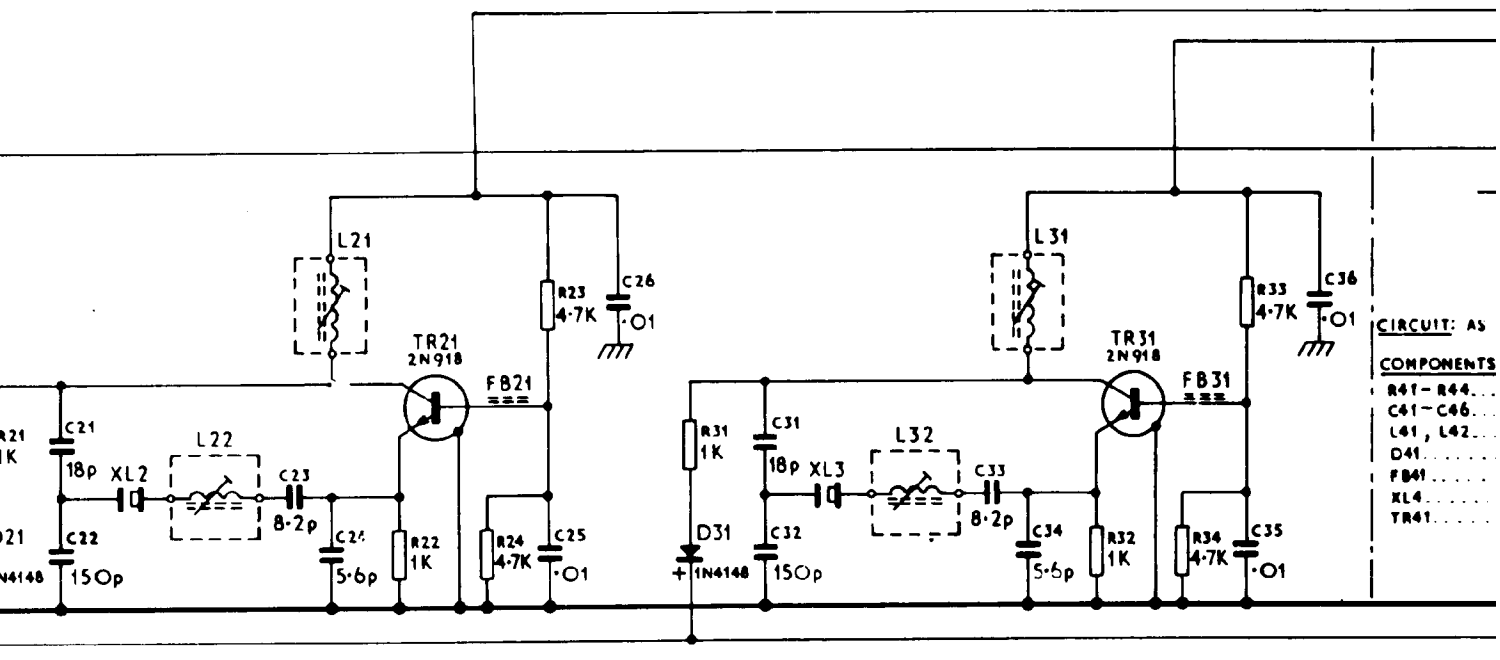 L21
C26
.01
R23
4.7K
TR21
2N918
FB21
R21
1K
C21
18p
XL2
L22
C23
8.2p
D21
1N4148
C22
150p
5.6p
R22
1K
R24
4.7K
C25
.01
L31
C36
.01
R33
4.7K
TR31
2N918
FB31
R31
1K
C31
18p
XL3
L32
C33
8.2p
D31
+ 1N4148
C32
150p
C34
5.6p
R32
1K
R34
4.7K
C35
.01
CIRCUIT: AS
COMPONENTS
R41-R44...
C41-C46...
L41, L42...
D41........
FB41......
XL4.......
TR41......